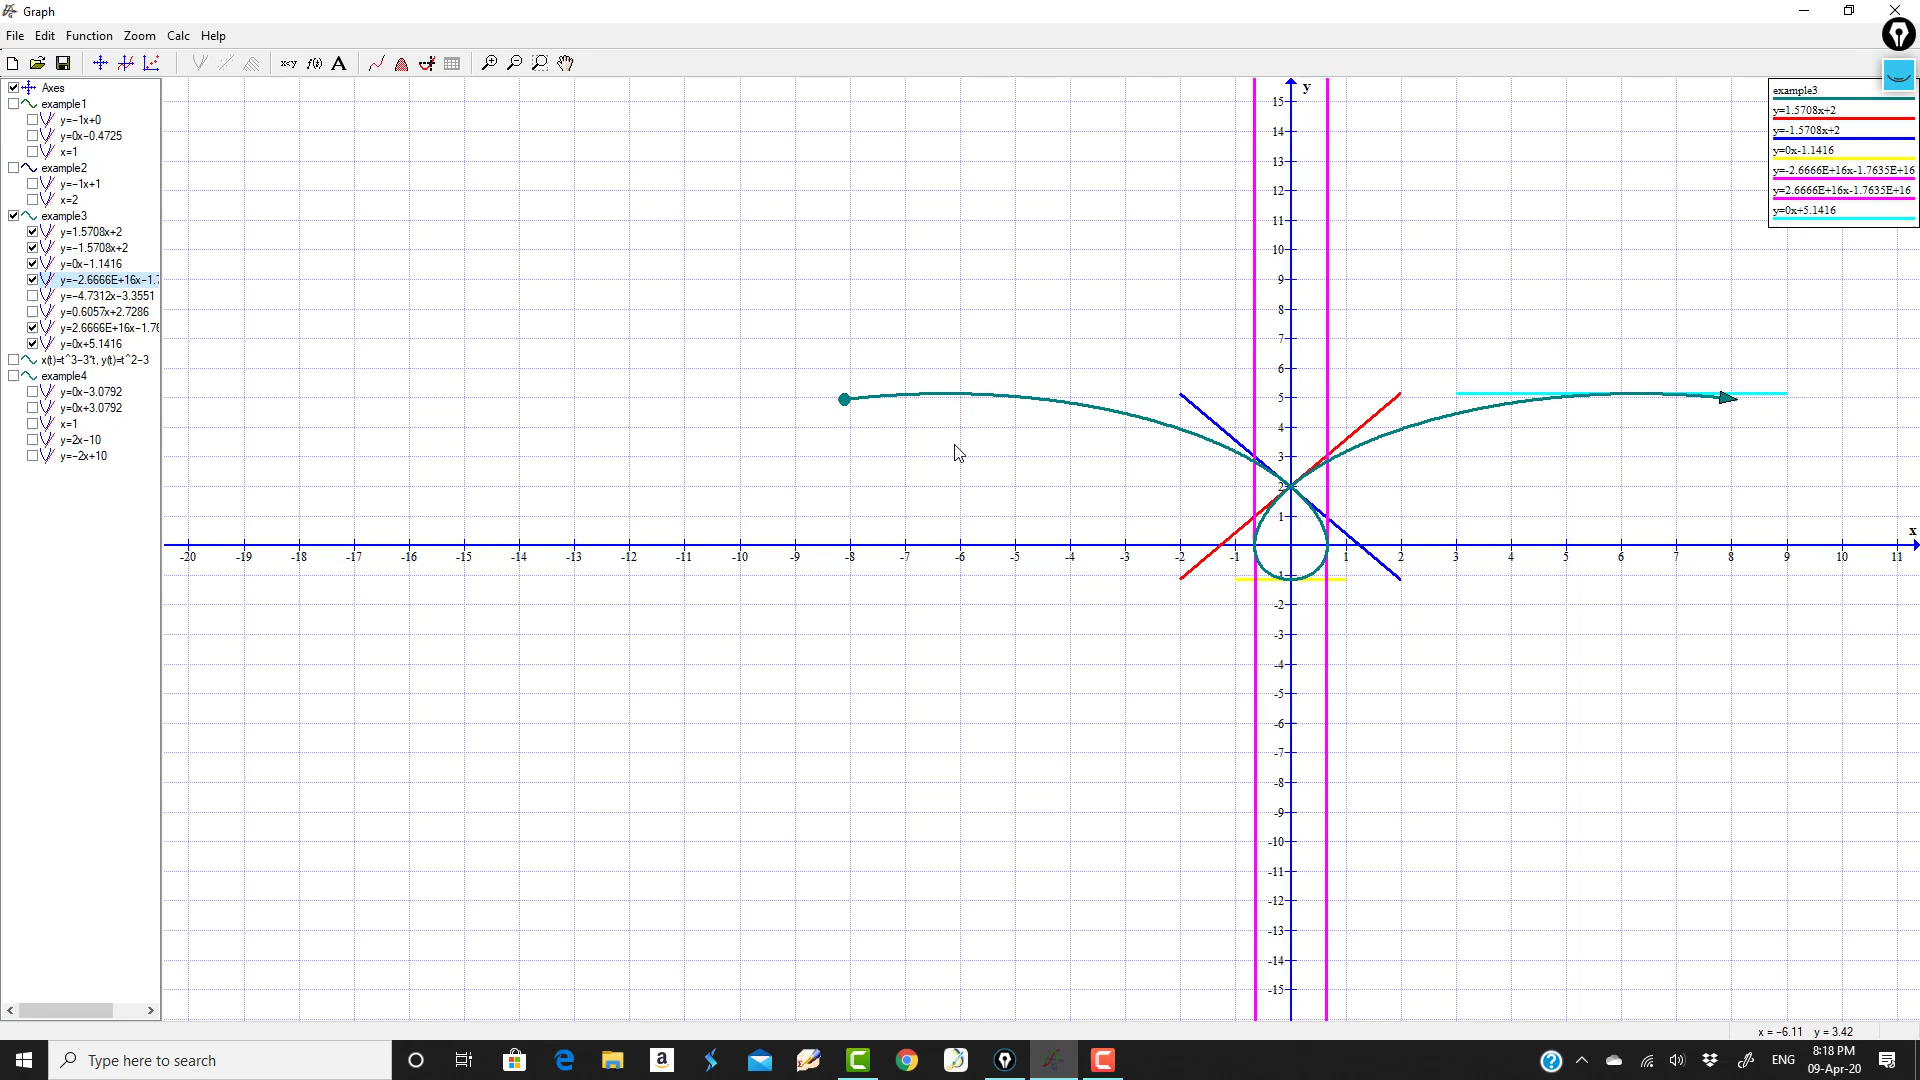 Graph
File Edit Function Zoom Calc Help
Axes
example1
y=-1x+0
y=0x-0.4725
x=1
example2
y=-1x+1
x=2
example3
y=1.5708x+2
y=-1.5708x+2
y=0x-1.1416
y=-2.6666E+16x-1.7
y=-4.7312x-3.3551
y=0.6057x+2.7286
y=2.6666E+16x-1.76
y=0x+5.1416
x(t)=t^3-3*t, y(t)=t^2-3
example4
y=0x-3.0792
y=0x+3.0792
x=1
y=2x-10
y=-2x+10
y
15
14
13
12
11
10
9
8
7
6
5
4
3
2
1
x
-20 -19 -18 -17 -16 -15 -14 -13 -12 -11 -10 -9 -8 -7 -6 -5 -4 -3 -2 -1 1 2 3 4 5 6 7 8 9 10 11
-1
-2
-3
-4
-5
-6
-7
-8
-9
-10
-11
-12
-13
-14
-15
example3
y=1.5708x+2
y=-1.5708x+2
y=0x-1.1416
y=-2.6666E+16x-1.7635E+16
y=2.6666E+16x-1.7635E+16
y=0x+5.1416
x = -6.11 y = 3.42
Type here to search
ENG
8:18 PM
09-Apr-20